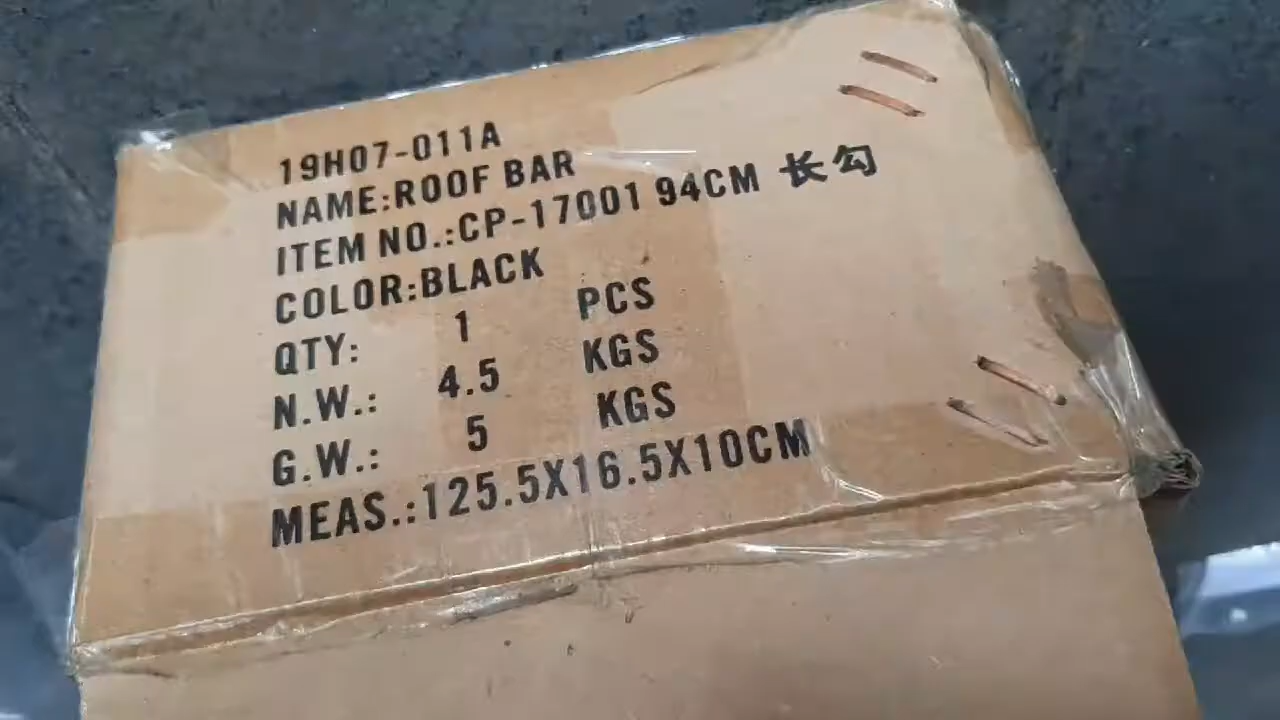 19H07-011A
NAME:ROOF BAR
ITEM NO.:CP-17001 94CM 长勾
COLOR:BLACK
QTY: 1 PCS
N.W.: 4.5 KGS
G.W.: 5 KGS
MEAS.:125.5X16.5X10CM